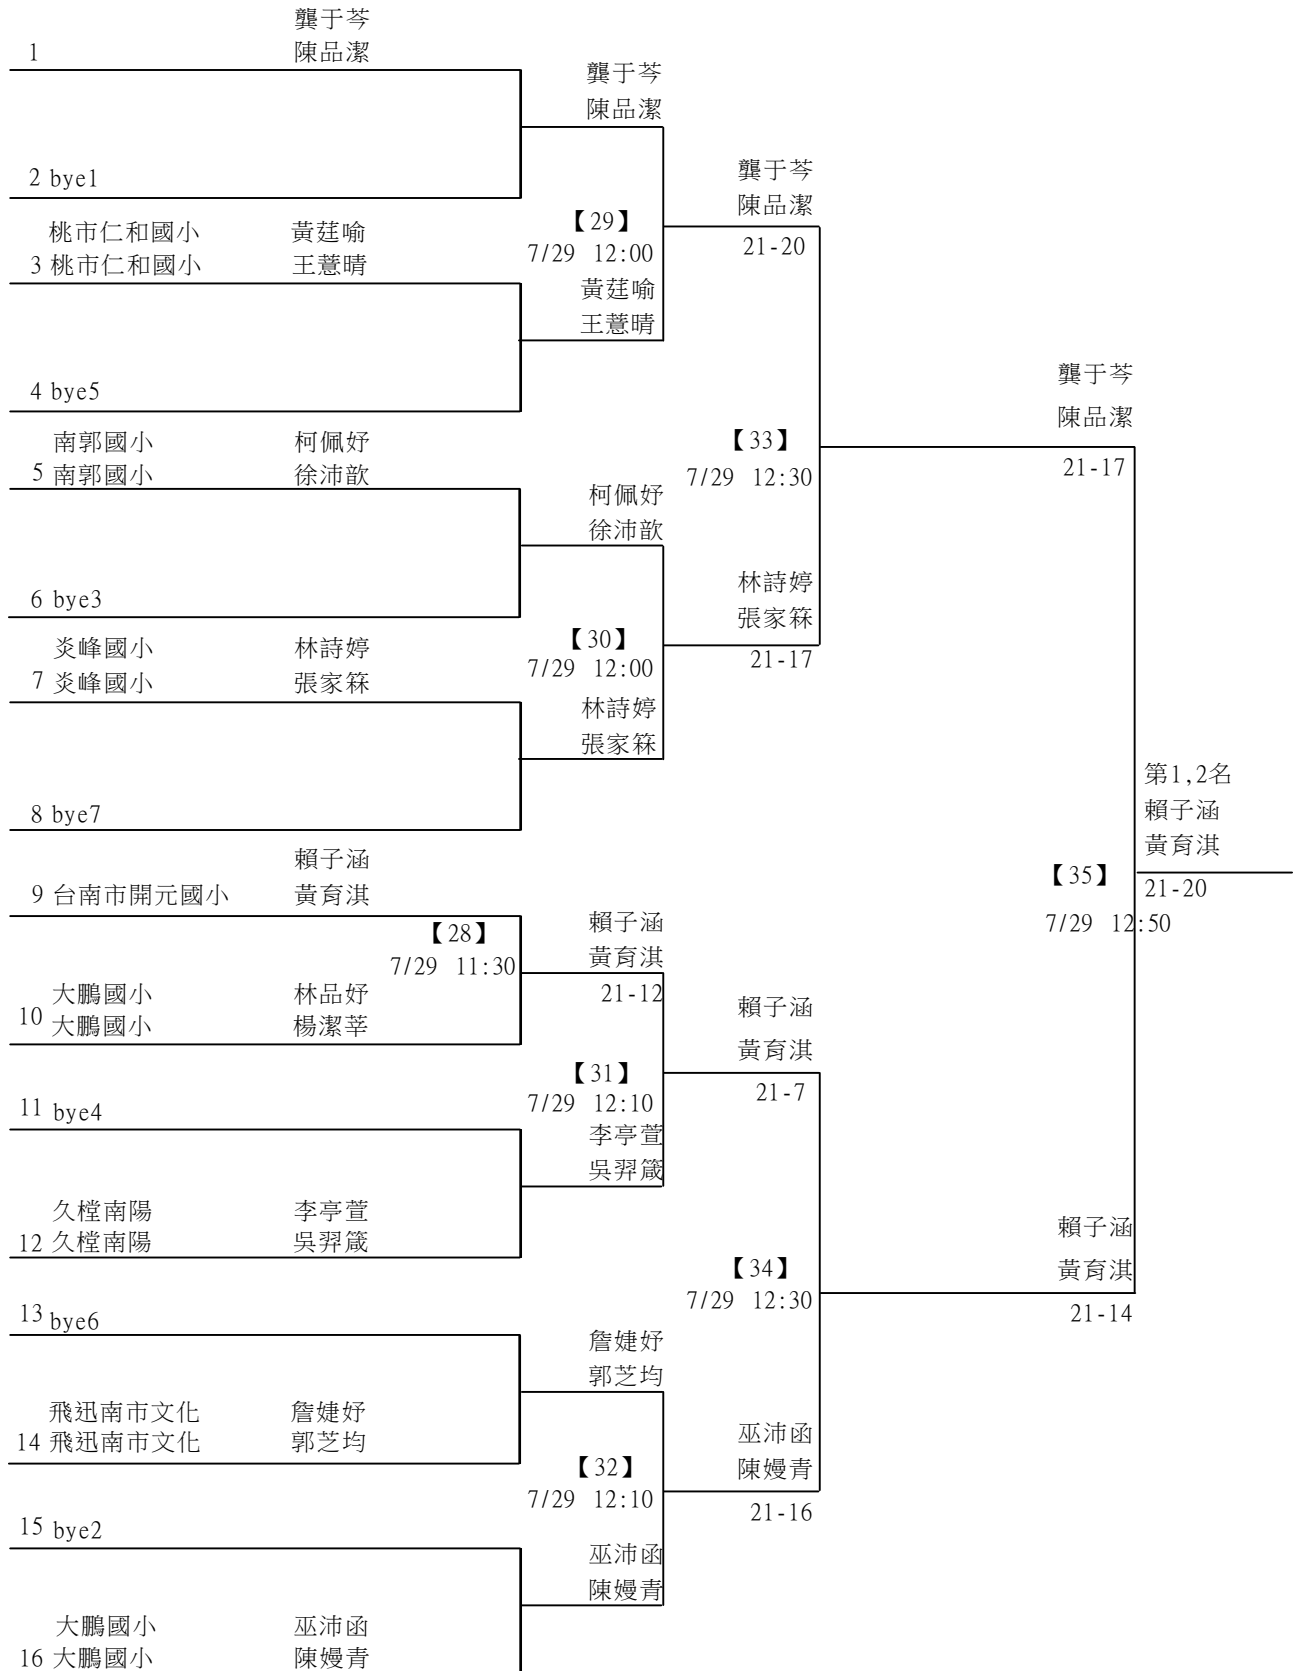 龔于芩
1 陳品潔
龔于芩
陳品潔
2 bye1
龔于芩
陳品潔
21-20
桃市仁和國小 黃莛喻
3 桃市仁和國小 王薏晴
【29】
7/29 12:00
黃莛喻
王薏晴
4 bye5
龔于芩
陳品潔
21-17
南郭國小 柯佩妤
5 南郭國小 徐沛歆
【33】
7/29 12:30
柯佩妤
徐沛歆
6 bye3
林詩婷
張家箖
21-17
炎峰國小 林詩婷
7 炎峰國小 張家箖
【30】
7/29 12:00
林詩婷
張家箖
8 bye7
第1,2名
賴子涵
黃育淇
21-20
【35】
7/29 12:50
賴子涵
9 台南市開元國小 黃育淇
【28】
7/29 11:30
賴子涵
黃育淇
21-12
大鵬國小 林品妤
10 大鵬國小 楊潔莘
賴子涵
黃育淇
21-7
【31】
7/29 12:10
11 bye4
李亭萱
吳羿箴
久樘南陽 李亭萱
12 久樘南陽 吳羿箴
賴子涵
黃育淇
21-14
【34】
7/29 12:30
13 bye6
詹婕妤
郭芝均
飛迅南市文化 詹婕妤
14 飛迅南市文化 郭芝均
巫沛函
陳嫚青
21-16
【32】
7/29 12:10
15 bye2
巫沛函
陳嫚青
大鵬國小 巫沛函
16 大鵬國小 陳嫚青